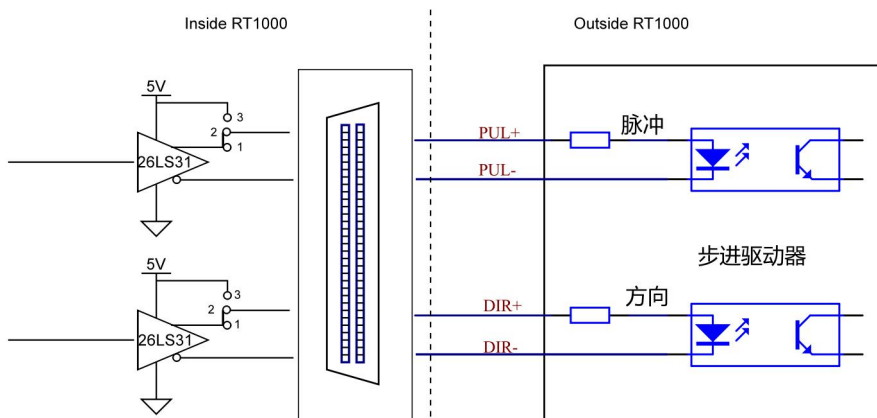 Inside RT1000
Outside RT1000
5V
3
2
1
26LS31
PUL+
脉冲
PUL-
步进驱动器
5V
3
2
1
26LS31
DIR+
方向
DIR-